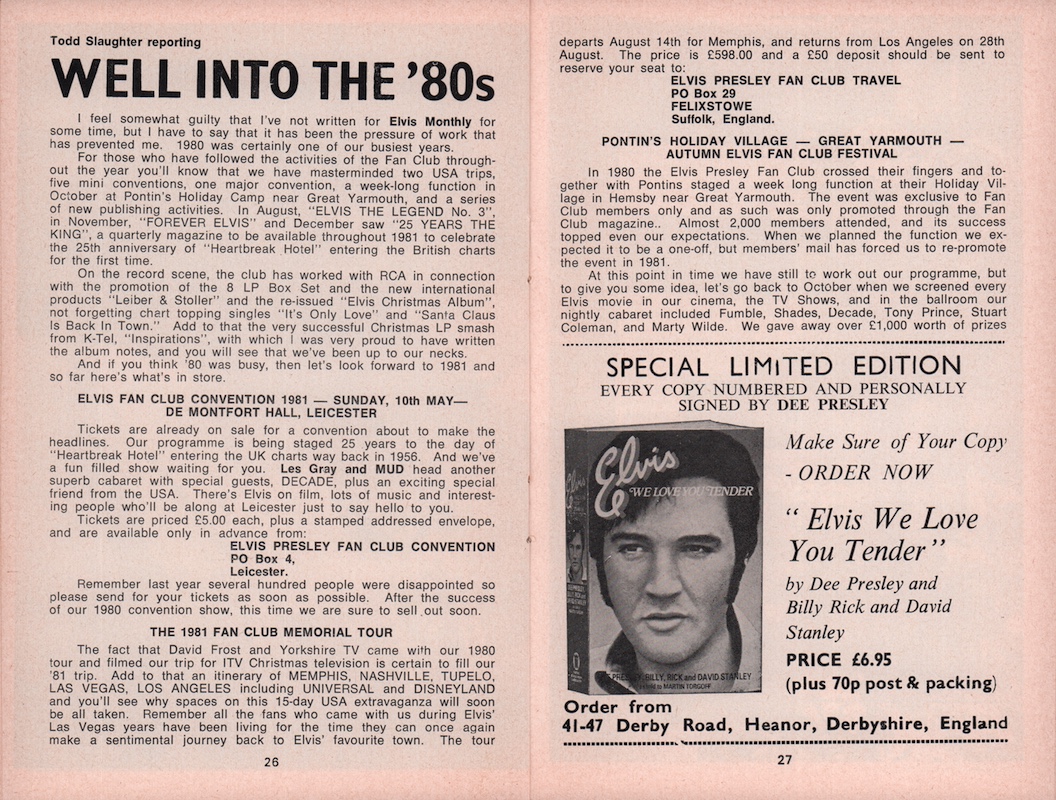 Todd Slaughter reporting
WELL INTO THE '80s
I feel somewhat guilty that I've not written for Elvis Monthly for
some time, but I have to say that it has been the pressure of work that
has prevented me. 1980 was certainly one of our busiest years.
For those who have followed the activities of the Fan Club through-
out the year you'll know that we have masterminded two USA trips,
five mini conventions, one major convention, a week-long function in
October at Pontin's Holiday Camp near Great Yarmouth, and a series
of new publishing activities. In August, "ELVIS THE LEGEND No. 3",
in November, "FOREVER ELVIS" and December saw "25 YEARS THE
KING", a quarterly magazine to be available throughout 1981 to celebrate
the 25th anniversary of "Heartbreak Hotel" entering the British charts
for the first time.
On the record scene, the club has worked with RCA in connection
with the promotion of the 8 LP Box Set and the new international
products "Leiber & Stoller" and the re-issued "Elvis Christmas Album",
not forgetting chart topping singles "It's Only Love" and "Santa Claus
Is Back In Town." Add to that the very successful Christmas LP smash
from K-Tel, "Inspirations", with which I was very proud to have written
the album notes, and you will see that we've been up to our necks.
And if you think '80 was busy, then let's look forward to 1981 and
so far here's what's in store.
ELVIS FAN CLUB CONVENTION 1981 — SUNDAY, 10th MAY—
DE MONTFORT HALL, LEICESTER
Tickets are already on sale for a convention about to make the
headlines. Our programme is being staged 25 years to the day of
"Heartbreak Hotel" entering the UK charts way back in 1956. And we've
a fun filled show waiting for you. Les Gray and MUD head another
superb cabaret with special guests, DECADE, plus an exciting special
friend from the USA. There's Elvis on film, lots of music and interest-
ing people who'll be along at Leicester just to say hello to you.
Tickets are priced £5.00 each, plus a stamped addressed envelope,
and are available only in advance from:
ELVIS PRESLEY FAN CLUB CONVENTION
PO Box 4,
Leicester.
Remember last year several hundred people were disappointed so
please send for your tickets as soon as possible. After the success
of our 1980 convention show, this time we are sure to sell out soon.
THE 1981 FAN CLUB MEMORIAL TOUR
The fact that David Frost and Yorkshire TV came with our 1980
tour and filmed our trip for ITV Christmas television is certain to fill our
'81 trip. Add to that an itinerary of MEMPHIS, NASHVILLE, TUPELO,
LAS VEGAS, LOS ANGELES including UNIVERSAL and DISNEYLAND
and you'll see why spaces on this 15-day USA extravaganza will soon
be all taken. Remember all the fans who came with us during Elvis'
Las Vegas years have been living for the time they can once again
make a sentimental journey back to Elvis' favourite town. The tour
26
departs August 14th for Memphis, and returns from Los Angeles on 28th
August. The price is £598.00 and a £50 deposit should be sent to
reserve your seat to:
ELVIS PRESLEY FAN CLUB TRAVEL
PO Box 29
FELIXSTOWE
Suffolk, England.
PONTIN'S HOLIDAY VILLAGE — GREAT YARMOUTH —
AUTUMN ELVIS FAN CLUB FESTIVAL
In 1980 the Elvis Presley Fan Club crossed their fingers and to-
gether with Pontins staged a week long function at their Holiday Vil-
lage in Hemsby near Great Yarmouth. The event was exclusive to Fan
Club members only and as such was only promoted through the Fan
Club magazine.. Almost 2,000 members attended, and its success
topped even our expectations. When we planned the function we ex-
pected it to be a one-off, but members' mail has forced us to re-promote
the event in 1981.
At this point in time we have still to work out our programme, but
to give you some idea, let's go back to October when we screened every
Elvis movie in our cinema, the TV Shows, and in the ballroom our
nightly cabaret included Fumble, Shades, Decade, Tony Prince, Stuart
Coleman, and Marty Wilde. We gave away over £1,000 worth of prizes
SPECIAL LIMITED EDITION
EVERY COPY NUMBERED AND PERSONALLY
SIGNED BY DEE PRESLEY
Elvis
WE LOVE YOU TENDER
PRESLEY, BILLY, RICK and DAVID STANLEY
to MARTIN TORGOFF
Make Sure of Your Copy
- ORDER NOW
"Elvis We Love
You Tender"
by Dee Presley and
Billy Rick and David
Stanley
PRICE £6.95
(plus 70p post & packing)
Order from
41-47 Derby Road, Heanor, Derbyshire, England
27